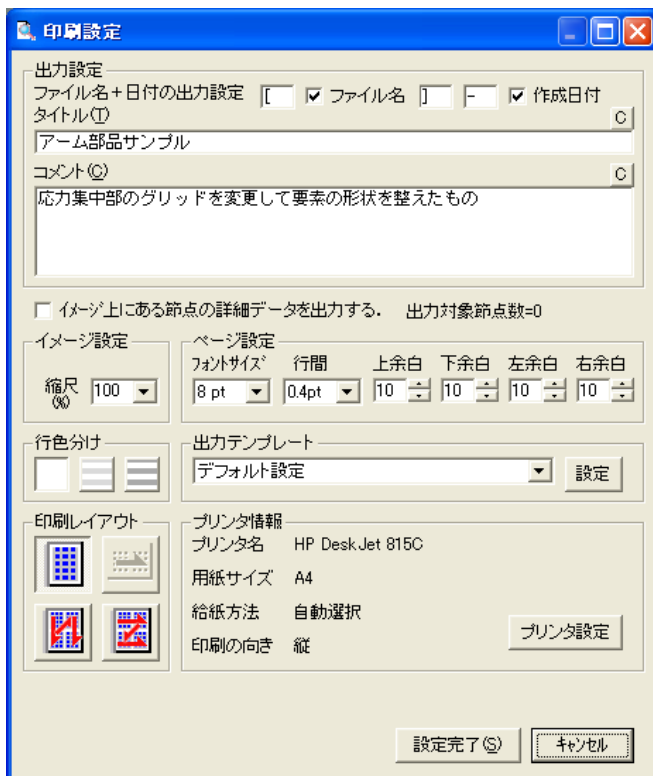 印刷設定
出力設定
ファイル名+日付の出力設定 [ ファイル名 ] - 作成日付
タイトル(T) C
アーム部品サンプル
コメント(C) C
応力集中部のグリッドを変更して要素の形状を整えたもの
イメージ上にある節点の詳細データを出力する. 出力対象節点数=0
イメージ設定 ページ設定
フォントサイズ 行間 上余白 下余白 左余白 右余白
縮尺(%) 100 8 pt 0.4pt 10 10 10 10
行色分け 出力テンプレート
デフォルト設定 設定
印刷レイアウト プリンタ情報
プリンタ名 HP DeskJet 815C
用紙サイズ A4
給紙方法 自動選択
印刷の向き 縦
プリンタ設定
設定完了(S) キャンセル